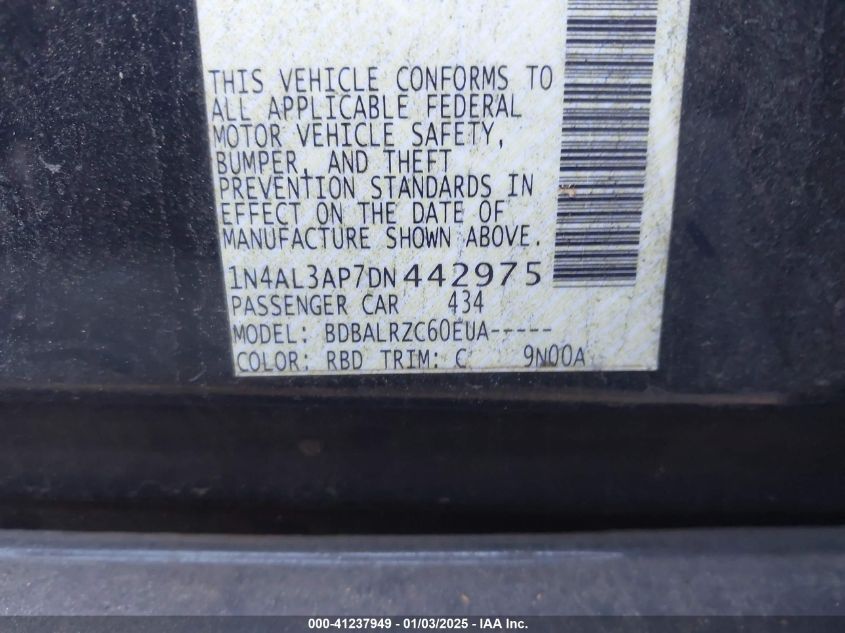 THIS VEHICLE CONFORMS TO
ALL APPLICABLE FEDERAL
MOTOR VEHICLE SAFETY,
BUMPER, AND THEFT
PREVENTION STANDARDS IN
EFFECT ON THE DATE OF
MANUFACTURE SHOWN ABOVE.
1N4AL3AP7DN442975
PASSENGER CAR 434
MODEL: BDBALRZC60EUA-----
COLOR: RBD TRIM: C 9N00A
000-41237949 - 01/03/2025 - IAA Inc.